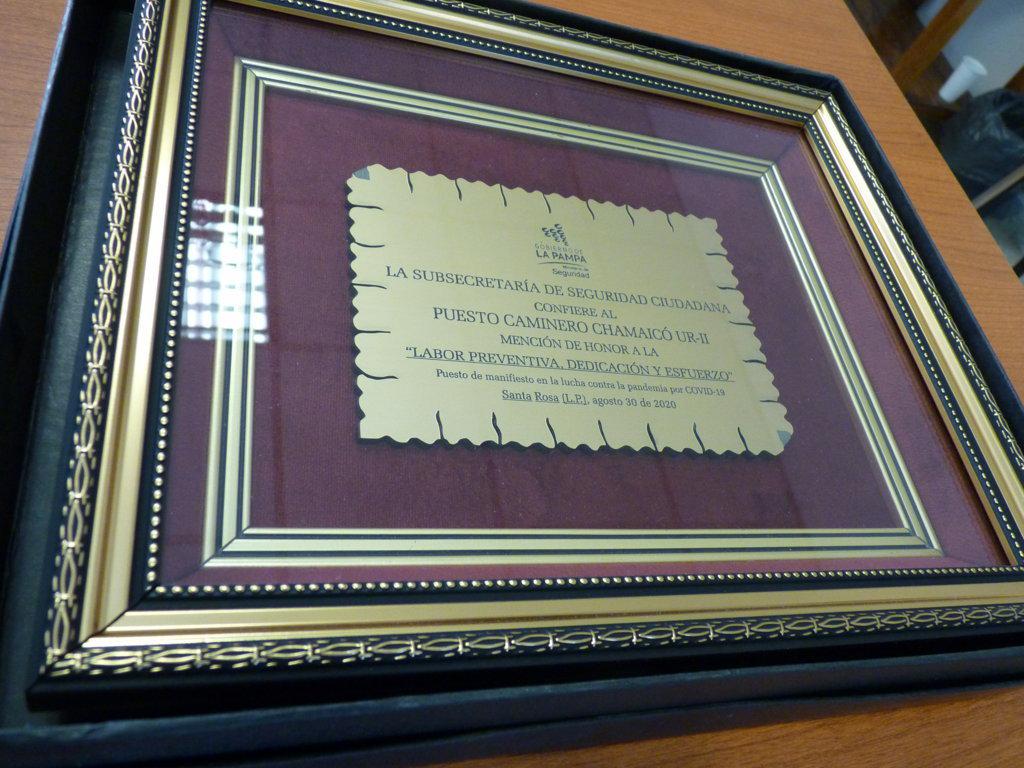 GOBIERNO DE
LA PAMPA
Ministerio de
Seguridad
LA SUBSECRETARÍA DE SEGURIDAD CIUDADANA
CONFIERE AL
PUESTO CAMINERO CHAMAICÓ UR-II
MENCIÓN DE HONOR A LA
"LABOR PREVENTIVA, DEDICACIÓN Y ESFUERZO"
Puesto de manifiesto en la lucha contra la pandemia por COVID-19
Santa Rosa (L.P.), agosto 30 de 2020